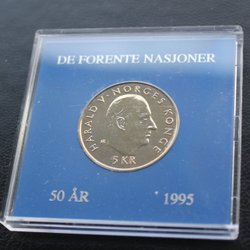 DE FORENTE NASJONER
HARALD V · NORGES KONGE
5 KR
50 ÅR
1995